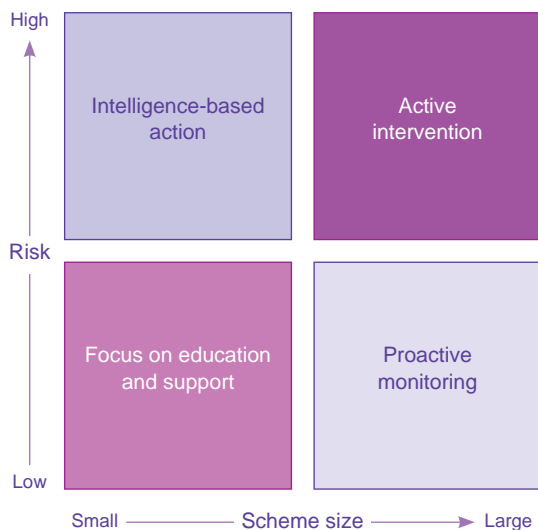 High
Intelligence-based
action
Active
intervention
Risk
Focus on education
and support
Proactive
monitoring
Low
Small
Scheme size
Large